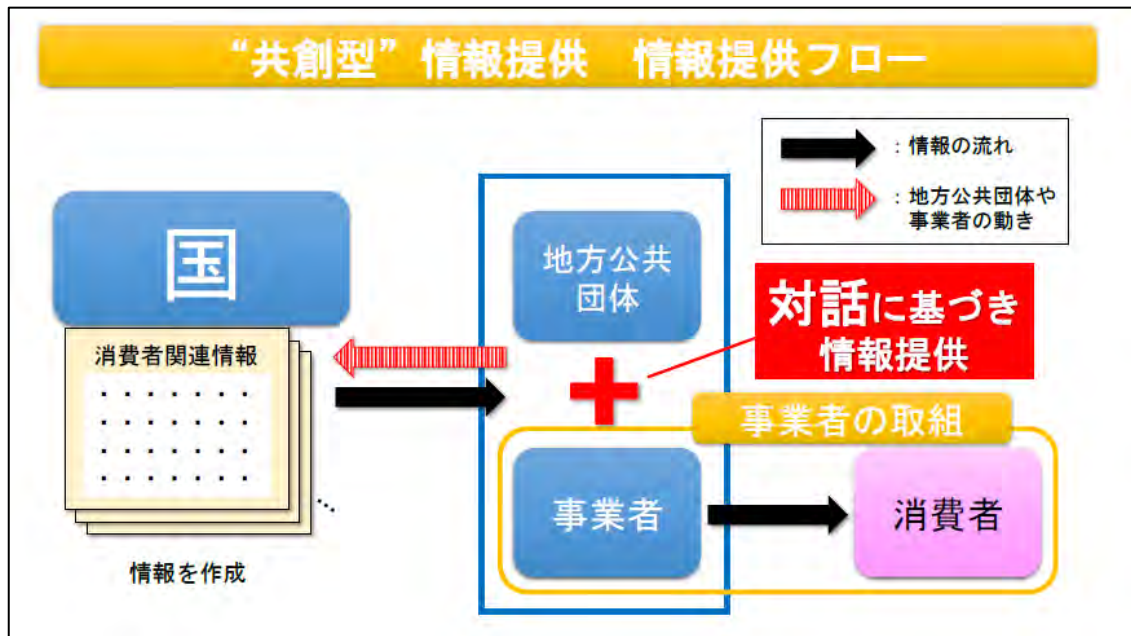 “共創型”情報提供　情報提供フロー
：情報の流れ
：地方公共団体や
事業者の動き
国
地方公共
団体
対話に基づき
情報提供
消費者関連情報
・・・・・・・
・・・・・・・
・・・・・・・
・・・・・・・
…
事業者の取組
事業者
消費者
情報を作成